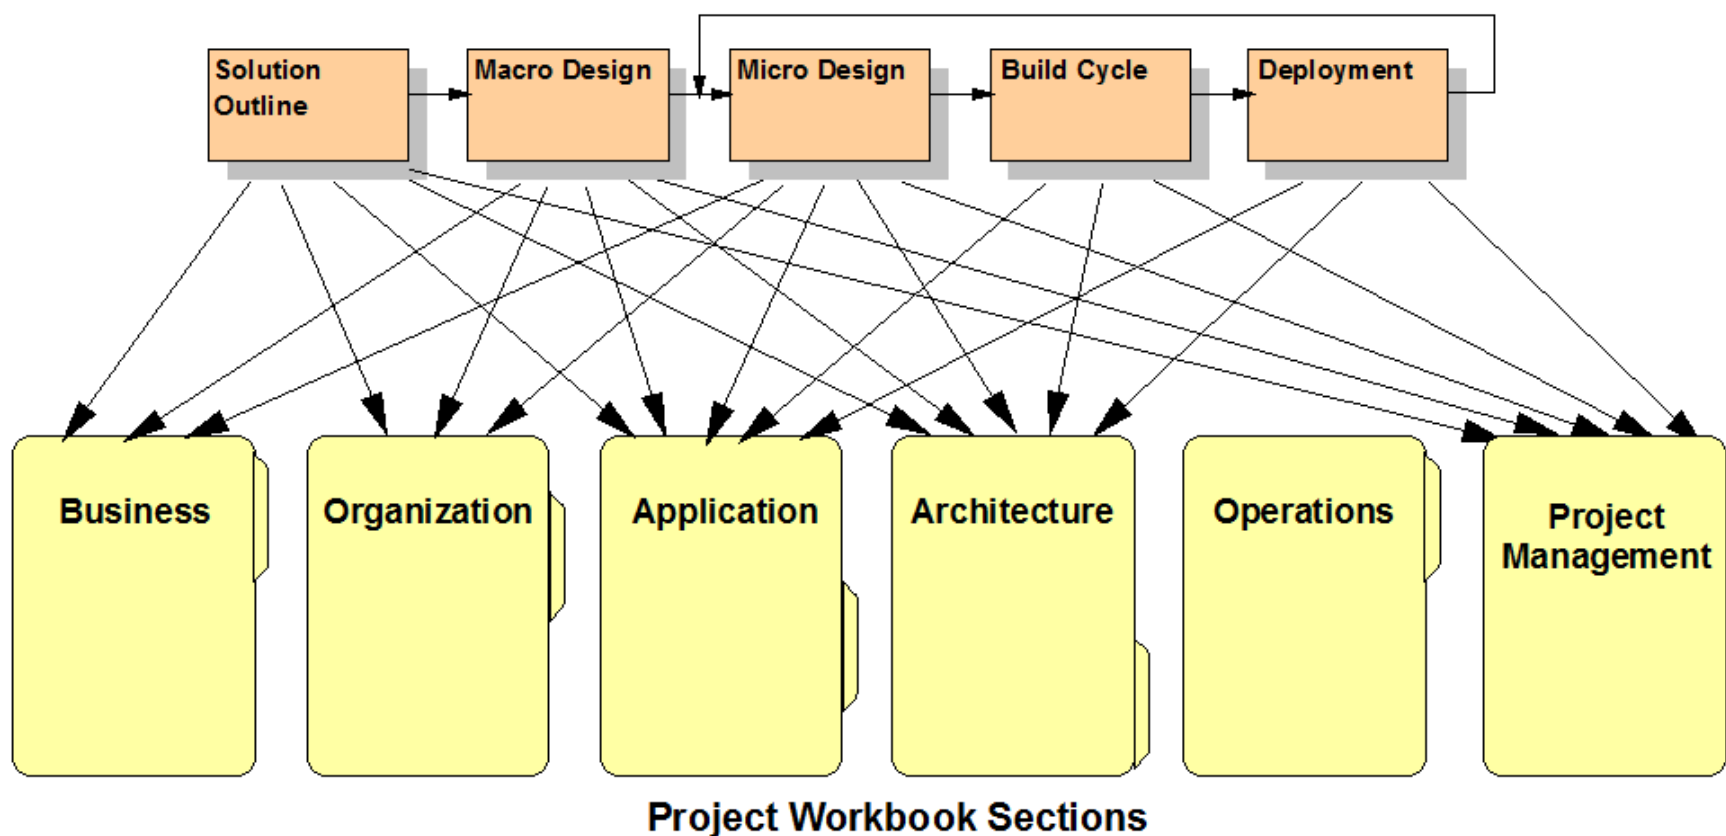 Solution
Outline
Macro Design
Micro Design
Build Cycle
Deployment
Business
Organization
Application
Architecture
Operations
Project
Management
Project Workbook Sections